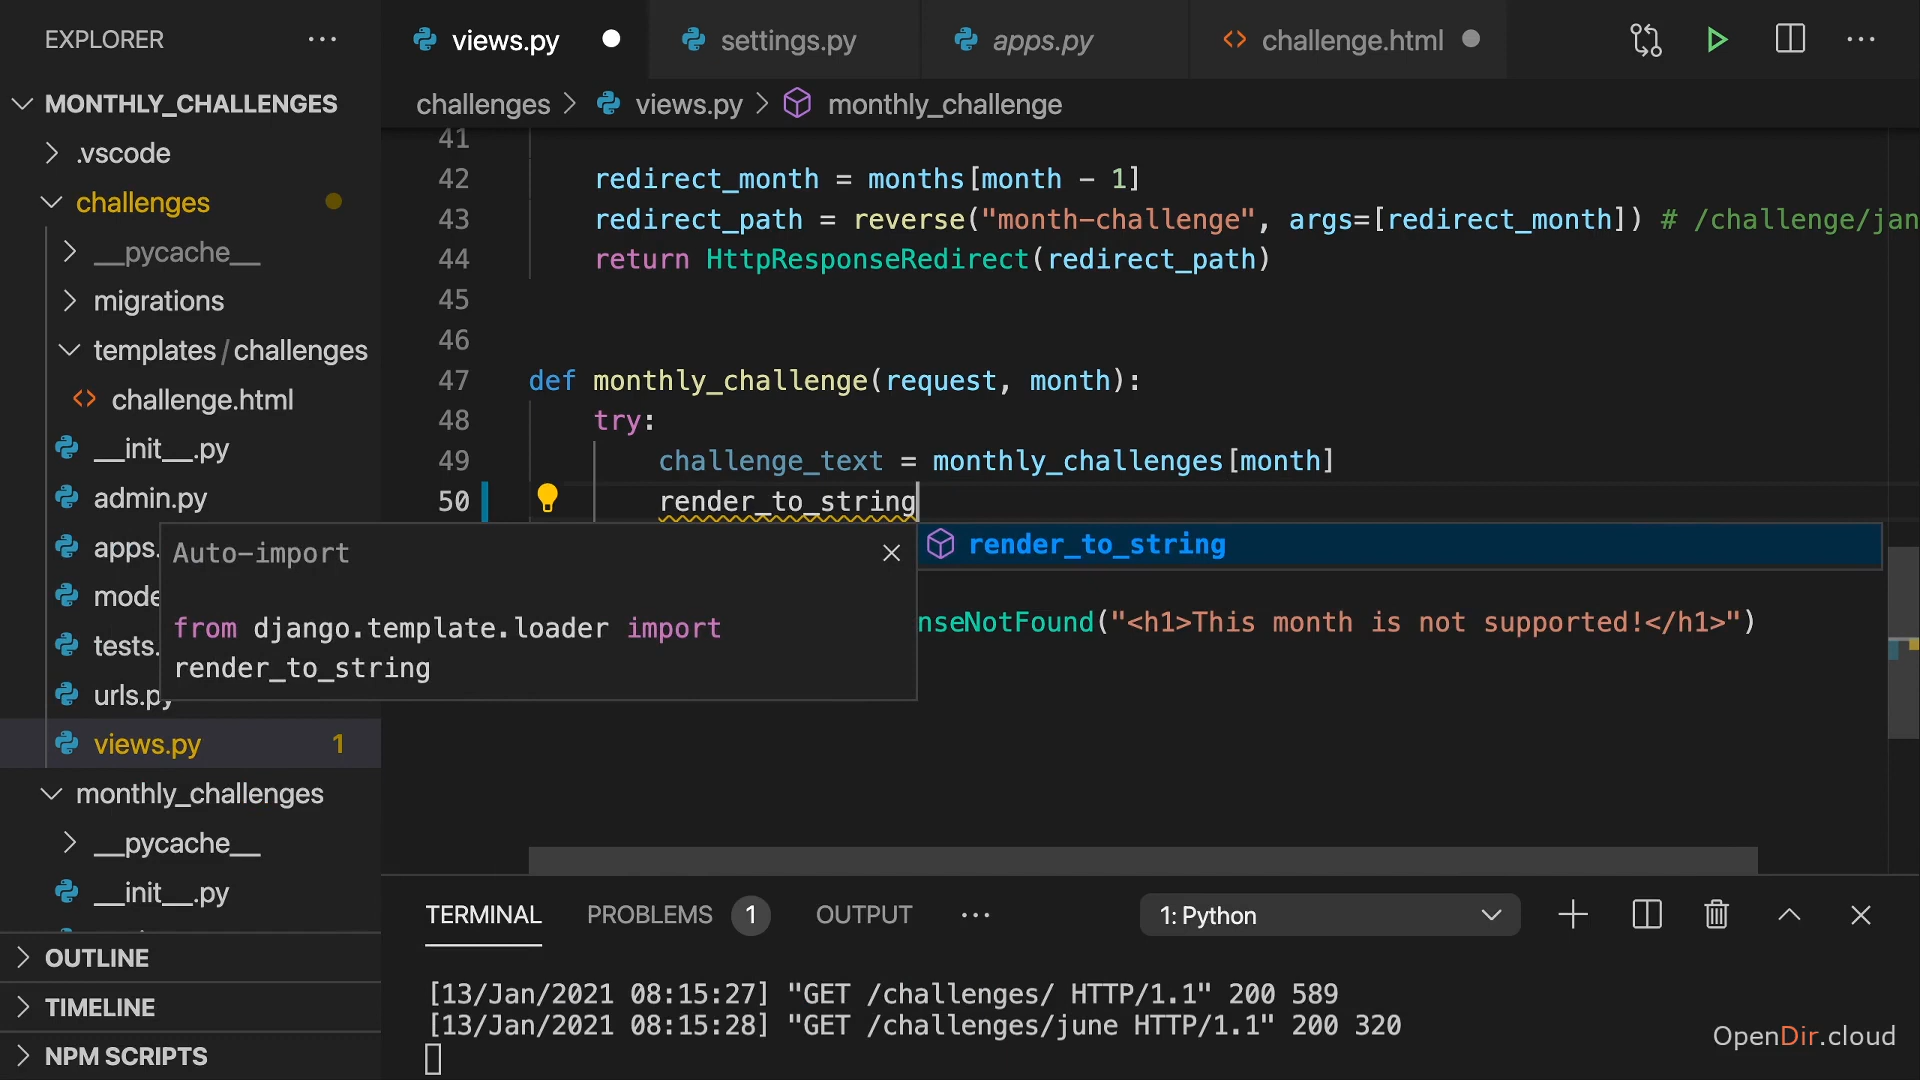 EXPLORER
MONTHLY_CHALLENGES
.vscode
challenges
__pycache__
migrations
templates/challenges
challenge.html
__init__.py
admin.py
apps.
mode
tests.
urls.py
views.py 1
monthly_challenges
__pycache__
__init__.py
OUTLINE
TIMELINE
NPM SCRIPTS
views.py
settings.py
apps.py
challenge.html
challenges > views.py > monthly_challenge
41
42 redirect_month = months[month - 1]
43 redirect_path = reverse("month-challenge", args=[redirect_month]) # /challenge/jan
44 return HttpResponseRedirect(redirect_path)
45
46
47 def monthly_challenge(request, month):
48 try:
49 challenge_text = monthly_challenges[month]
50 render_to_string
render_to_string
Auto-import
from django.template.loader import
render_to_string
nseNotFound("<h1>This month is not supported!</h1>")
TERMINAL PROBLEMS 1 OUTPUT
1: Python
[13/Jan/2021 08:15:27] "GET /challenges/ HTTP/1.1" 200 589
[13/Jan/2021 08:15:28] "GET /challenges/june HTTP/1.1" 200 320
OpenDir.cloud